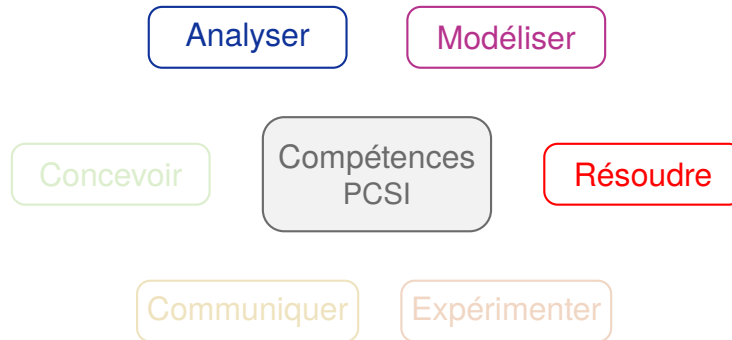 Analyser
Modéliser
Concevoir
Compétences
PCSI
Résoudre
Communiquer
Expérimenter